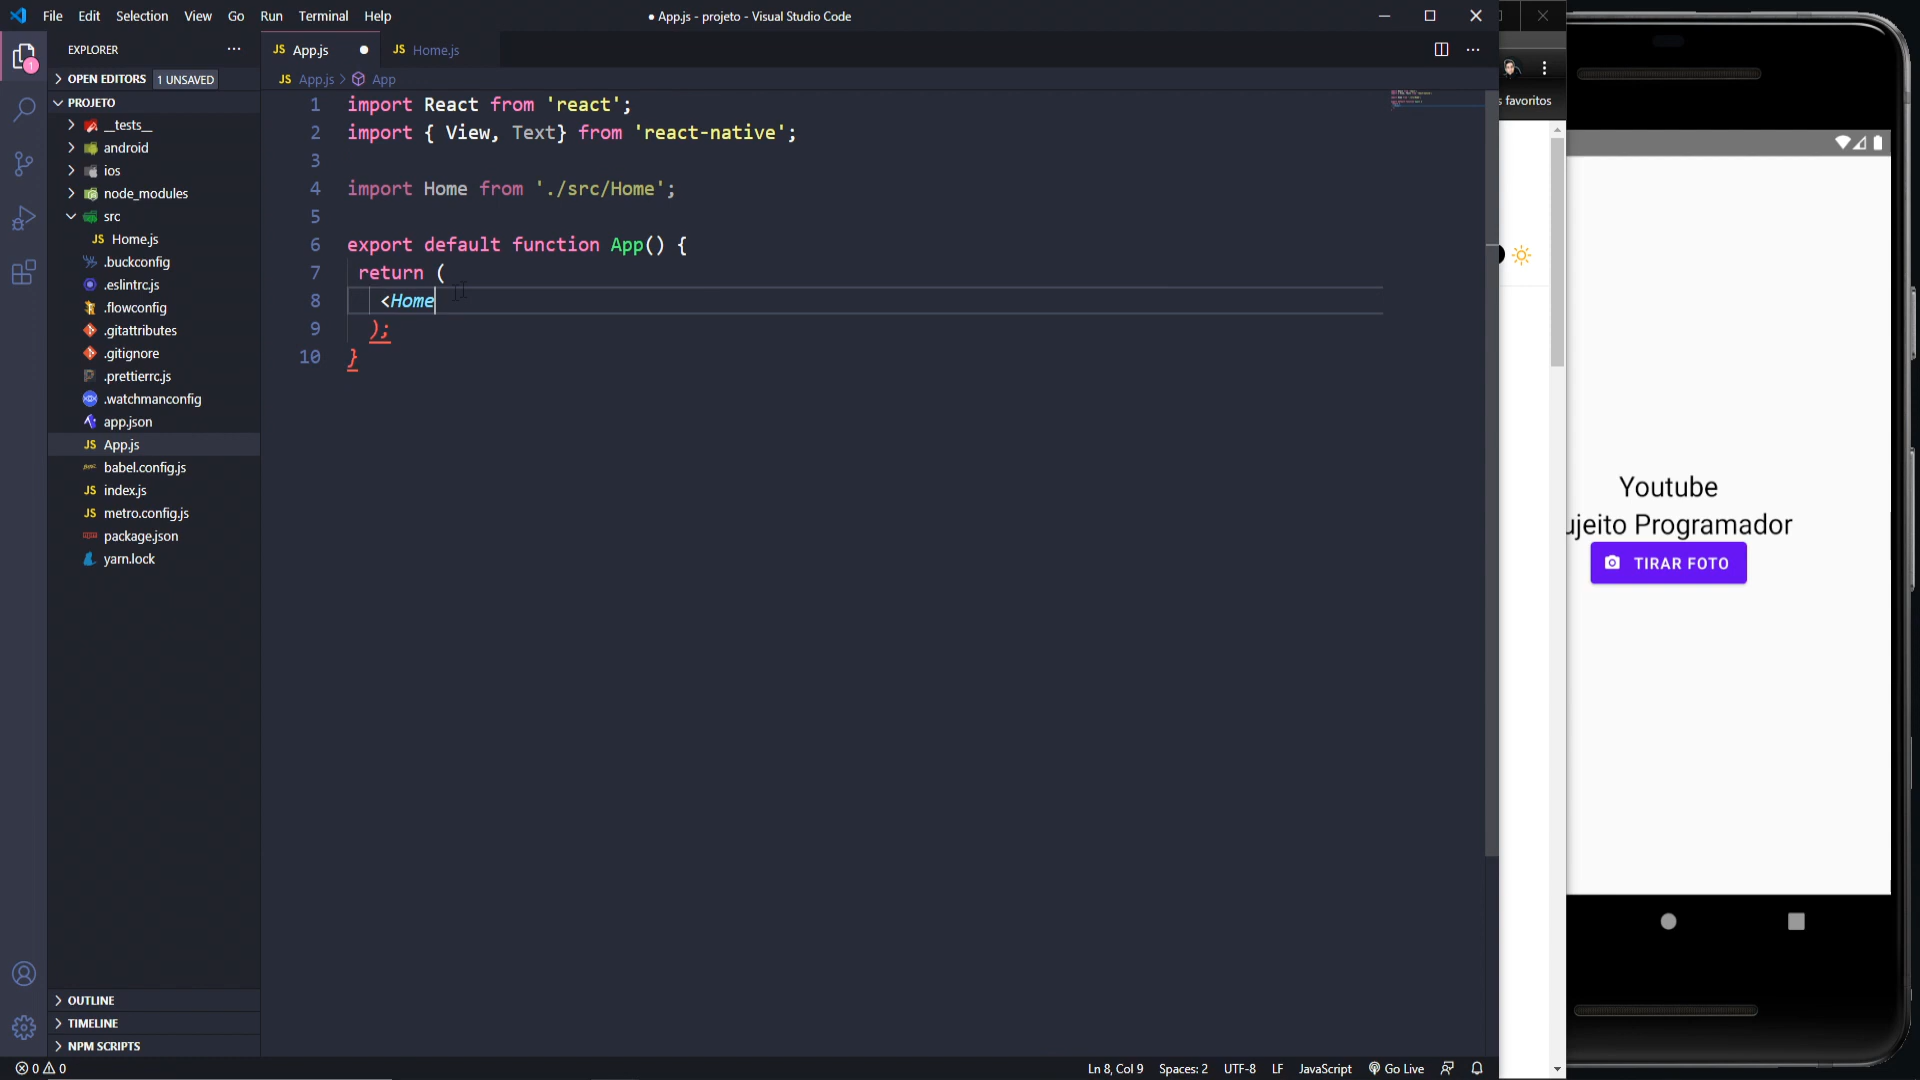 File Edit Selection View Go Run Terminal Help
● App.js - projeto - Visual Studio Code
EXPLORER
OPEN EDITORS 1 UNSAVED
PROJETO
__tests__
android
ios
node_modules
src
JS Home.js
.buckconfig
.eslintrc.js
.flowconfig
.gitattributes
.gitignore
.prettierrc.js
.watchmanconfig
app.json
JS App.js
babel.config.js
JS index.js
JS metro.config.js
package.json
yarn.lock
OUTLINE
TIMELINE
NPM SCRIPTS
1
JS App.js ● JS Home.js
JS App.js > App
1 import React from 'react';
2 import { View, Text} from 'react-native';
3
4 import Home from './src/Home';
5
6 export default function App() {
7 return (
8 <Home
9 );
10 }
0 0
Ln 8, Col 9 Spaces: 2 UTF-8 LF JavaScript Go Live
s favoritos
Youtube
ujeito Programador
TIRAR FOTO